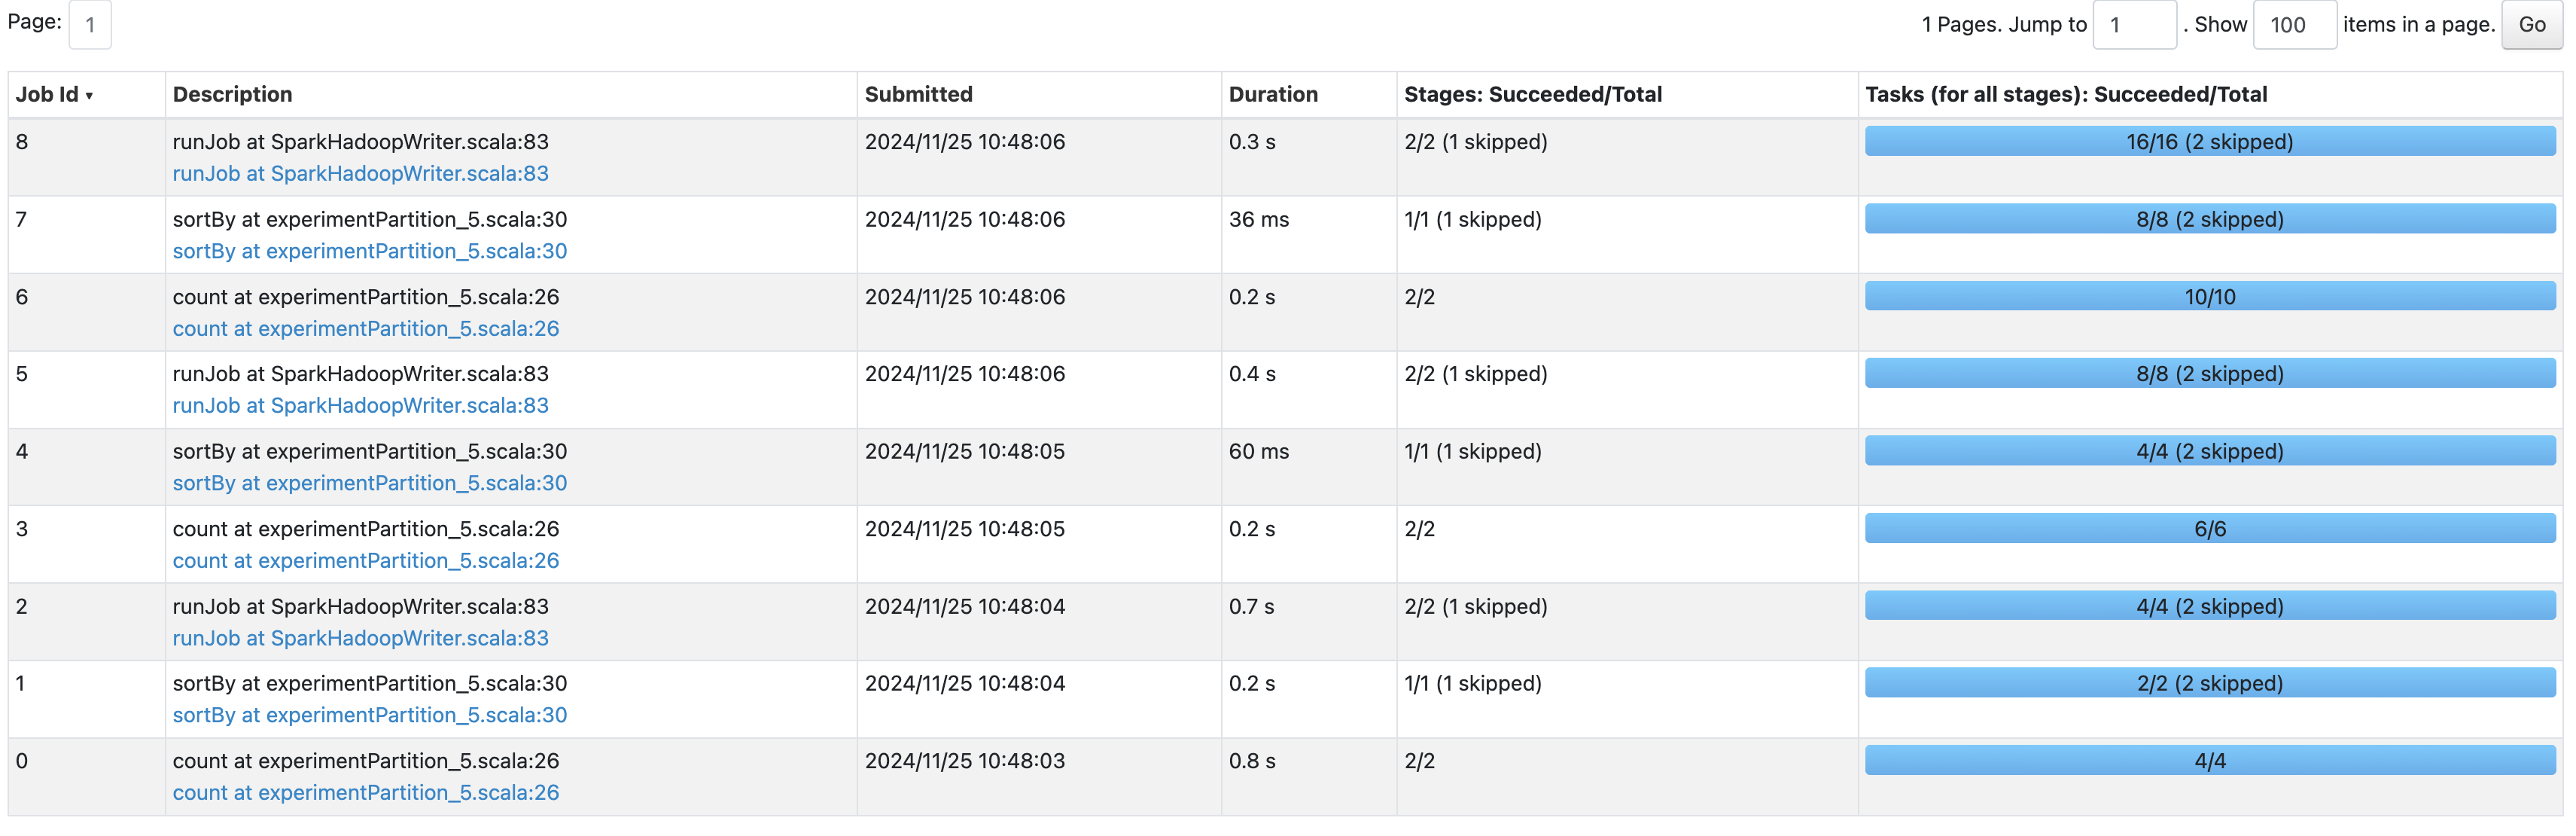 Page: 1
1 Pages. Jump to 1 . Show 100 items in a page. Go
Job Id ▾ Description Submitted Duration Stages: Succeeded/Total Tasks (for all stages): Succeeded/Total
8 runJob at SparkHadoopWriter.scala:83 2024/11/25 10:48:06 0.3 s 2/2 (1 skipped) 16/16 (2 skipped)
runJob at SparkHadoopWriter.scala:83
7 sortBy at experimentPartition_5.scala:30 2024/11/25 10:48:06 36 ms 1/1 (1 skipped) 8/8 (2 skipped)
sortBy at experimentPartition_5.scala:30
6 count at experimentPartition_5.scala:26 2024/11/25 10:48:06 0.2 s 2/2 10/10
count at experimentPartition_5.scala:26
5 runJob at SparkHadoopWriter.scala:83 2024/11/25 10:48:06 0.4 s 2/2 (1 skipped) 8/8 (2 skipped)
runJob at SparkHadoopWriter.scala:83
4 sortBy at experimentPartition_5.scala:30 2024/11/25 10:48:05 60 ms 1/1 (1 skipped) 4/4 (2 skipped)
sortBy at experimentPartition_5.scala:30
3 count at experimentPartition_5.scala:26 2024/11/25 10:48:05 0.2 s 2/2 6/6
count at experimentPartition_5.scala:26
2 runJob at SparkHadoopWriter.scala:83 2024/11/25 10:48:04 0.7 s 2/2 (1 skipped) 4/4 (2 skipped)
runJob at SparkHadoopWriter.scala:83
1 sortBy at experimentPartition_5.scala:30 2024/11/25 10:48:04 0.2 s 1/1 (1 skipped) 2/2 (2 skipped)
sortBy at experimentPartition_5.scala:30
0 count at experimentPartition_5.scala:26 2024/11/25 10:48:03 0.8 s 2/2 4/4
count at experimentPartition_5.scala:26